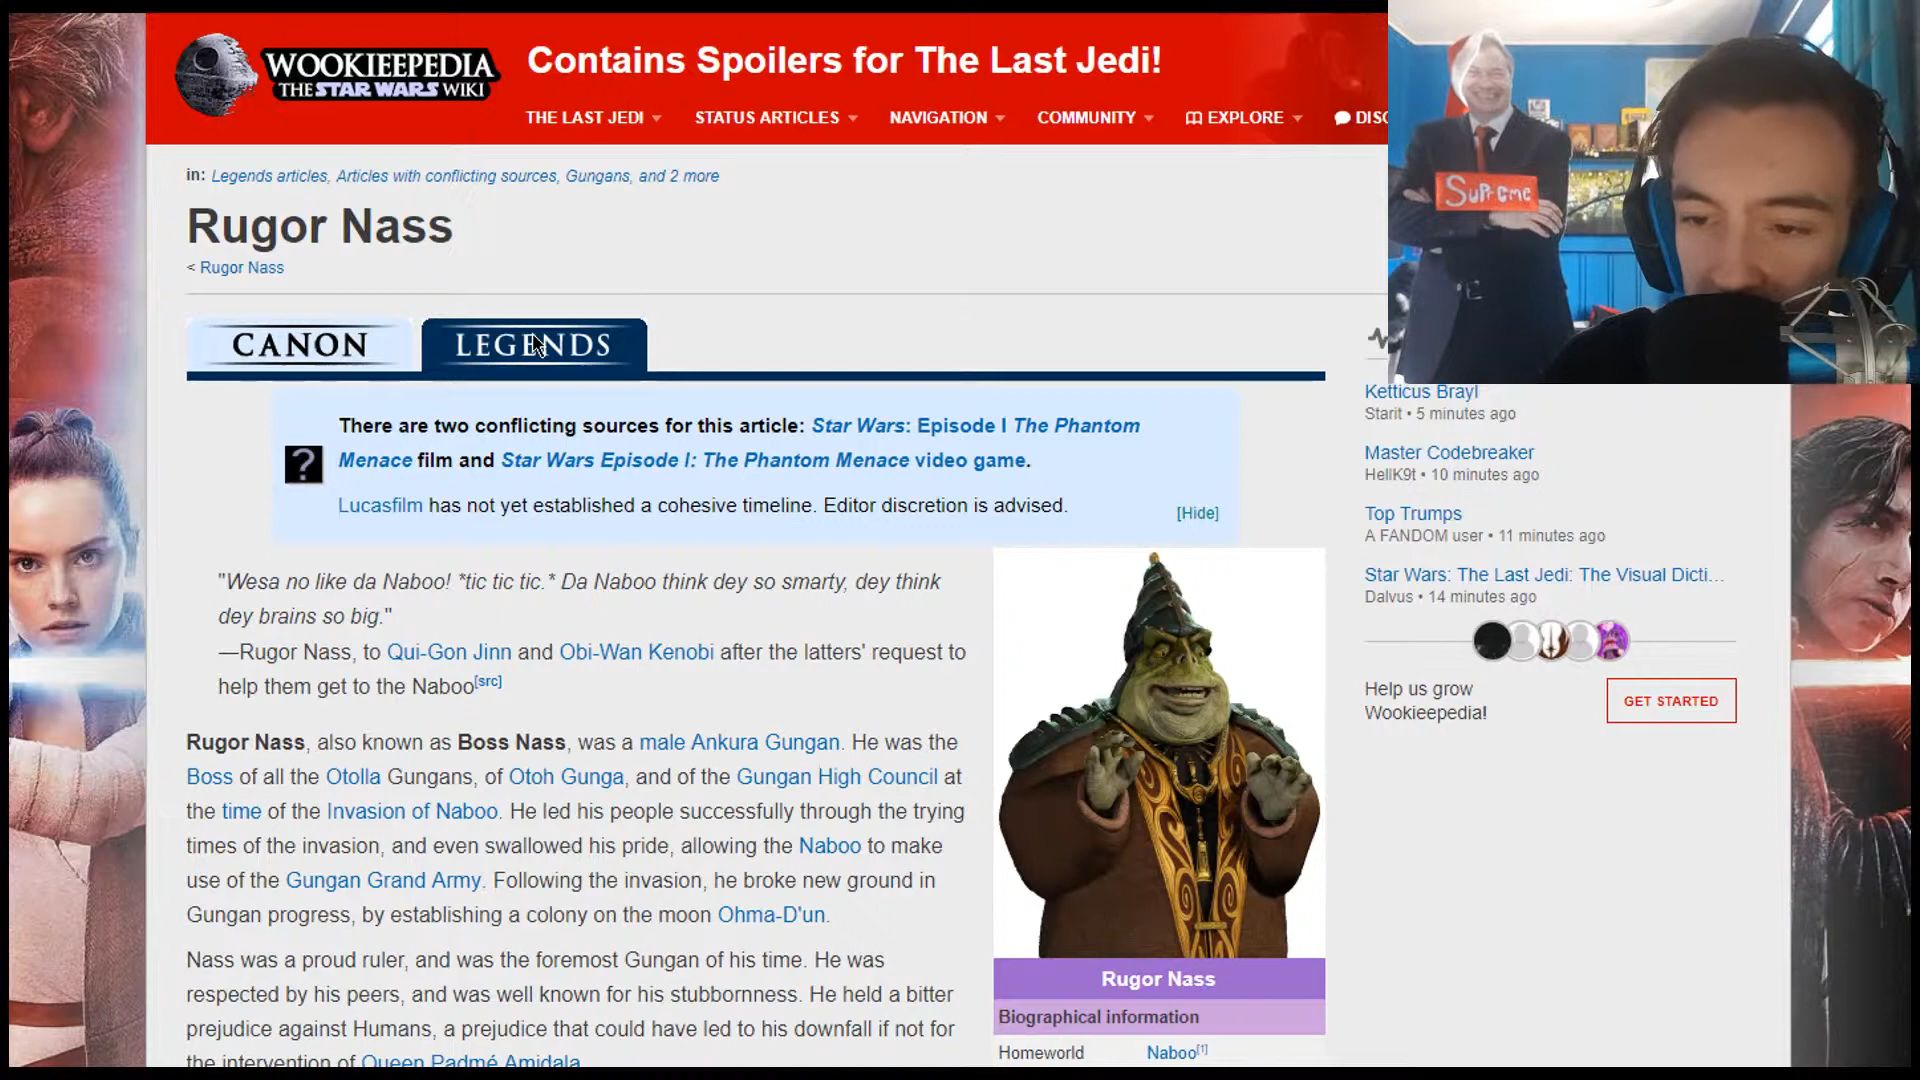 WOOKIEEPEDIA
THE STAR WARS WIKI
Contains Spoilers for The Last Jedi!
THE LAST JEDI
STATUS ARTICLES
NAVIGATION
COMMUNITY
EXPLORE
DISC
Supreme
in: Legends articles, Articles with conflicting sources, Gungans, and 2 more
Rugor Nass
< Rugor Nass
CANON
LEGENDS
There are two conflicting sources for this article: Star Wars: Episode I The Phantom
Menace film and Star Wars Episode I: The Phantom Menace video game.
?
Lucasfilm has not yet established a cohesive timeline. Editor discretion is advised.
[Hide]
"Wesa no like da Naboo! *tic tic tic.* Da Naboo think dey so smarty, dey think
dey brains so big."
—Rugor Nass, to Qui-Gon Jinn and Obi-Wan Kenobi after the latters' request to
help them get to the Naboo[src]
Rugor Nass, also known as Boss Nass, was a male Ankura Gungan. He was the
Boss of all the Otolla Gungans, of Otoh Gunga, and of the Gungan High Council at
the time of the Invasion of Naboo. He led his people successfully through the trying
times of the invasion, and even swallowed his pride, allowing the Naboo to make
use of the Gungan Grand Army. Following the invasion, he broke new ground in
Gungan progress, by establishing a colony on the moon Ohma-D'un.
Nass was a proud ruler, and was the foremost Gungan of his time. He was
respected by his peers, and was well known for his stubbornness. He held a bitter
prejudice against Humans, a prejudice that could have led to his downfall if not for
the intervention of Queen Padmé Amidala
Rugor Nass
Biographical information
Homeworld
Naboo[1]
Ketticus Brayl
Starit • 5 minutes ago
Master Codebreaker
HellK9t • 10 minutes ago
Top Trumps
A FANDOM user • 11 minutes ago
Star Wars: The Last Jedi: The Visual Dicti…
Dalvus • 14 minutes ago
Help us grow
Wookieepedia!
GET STARTED